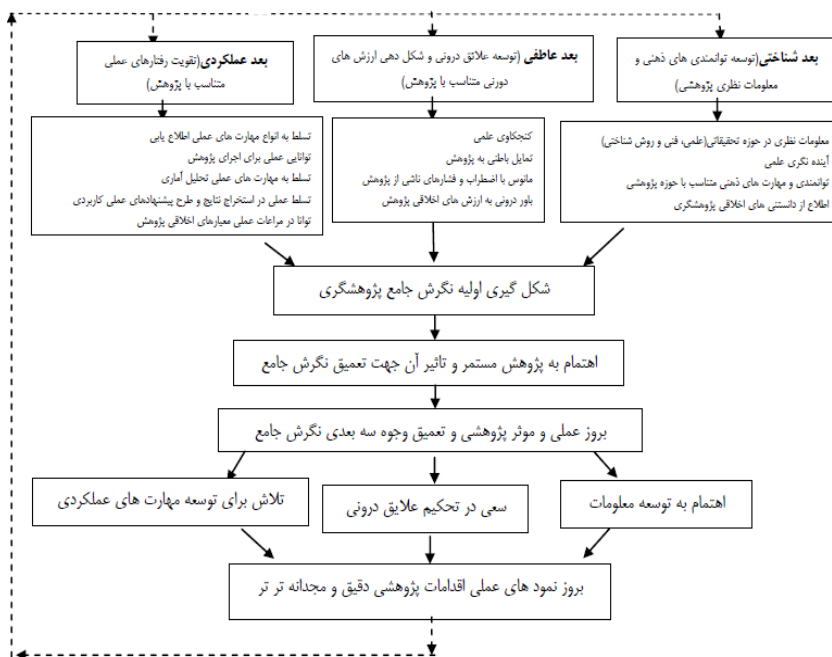 بعد شناختی(توسعه توانمندی های ذهنی و
معلومات نظری پژوهشی)
بعد عاطفی(توسعه علائق درونی و شکل دهی ارزش های
دورنی متناسب با پژوهش)
بعد عملکردی(تقویت رفتارهای عملی
متناسب با پژوهش)
معلومات نظری در حوزه تحقیقاتی(علمی، فنی و روش شناختی)
آینده نگری علمی
توانمندی و مهارت های ذهنی متناسب با حوزه پژوهشی
اطلاع از دانستنی های اخلاقی پژوهشگری
کنجکاوی علمی
تمایل باطنی به پژوهش
مانوس با اضطراب و فشارهای ناشی از پژوهش
باور درونی به ارزش های اخلاقی پژوهش
تسلط به انواع مهارت های عملی اطلاع یابی
توانایی عملی برای اجرای پژوهش
تسلط به مهارت های عملی تحلیل آماری
تسلط عملی در استخراج نتایج و طرح پیشنهادهای عملی کاربردی
توانا در مراعات عملی معیارهای اخلاقی پژوهش
شکل گیری اولیه نگرش جامع پژوهشگری
اهتمام به پژوهش مستمر و تاثیر آن جهت تعمیق نگرش جامع
بروز عملی و موثر پژوهشی و تعمیق وجوه سه بعدی نگرش جامع
اهتمام به توسعه معلومات
سعی در تحکیم علایق درونی
تلاش برای توسعه مهارت های عملکردی
بروز نمود های عملی اقدامات پژوهشی دقیق و مجدانه تر تر